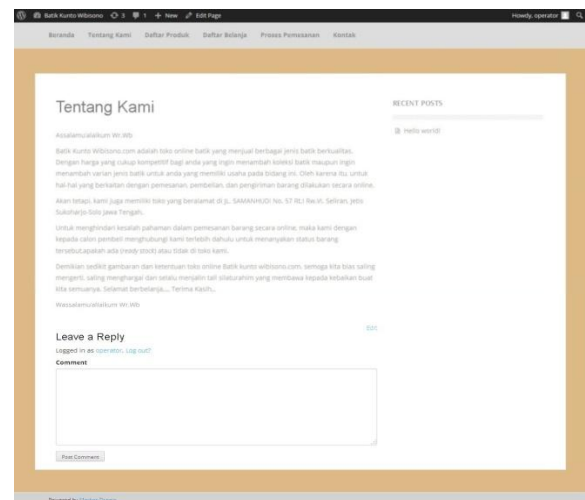 Batik Kunto Wibisono 3 1 + New Edit Page Howdy, operator
Beranda Tentang Kami Daftar Produk Daftar Belanja Proses Pemesanan Kontak
Tentang Kami
Assalamu'alaikum Wr.Wb
Batik Kunto Wibisono.com adalah toko online batik yang menjual berbagai jenis batik berkualitas.
Dengan harga yang cukup kompetitif bagi anda yang ingin menambah koleksi batik maupun ingin
menambah varian jenis batik untuk anda yang memiliki usaha pada bidang ini. Oleh karena itu, untuk
hal-hal yang berkaitan dengan pemesanan, pembelian, dan pengiriman barang dilakukan secara online.
Akan tetapi, kami juga memiliki toko yang beralamat di JL. SAMANHUDI No. 57 Rt.I Rw.vi,
Sukoharjo-Solo Jawa Tengah.
Untuk menghindari kesalah pahaman dalam pemesanan barang secara online, maka kami dengan
kepada calon pembeli menghubungi kami terlebih dahulu untuk menanyakan status barang
tersebut,apakah ada (ready stock) atau tidak di toko kami.
Demikian sedikit gambaran dan ketentuan toko online Batik kunto wibisono.com, semoga kita bias saling
mengerti, saling menghargai dan selalu menjalin tali silaturahim yang membawa kepada kebaikan buat
kita semuanya. Selamat berbelanja,... Terima Kasih,..
Wassalamu'allaikum Wr.Wb
Edit
Leave a Reply
Logged in as operator. Log out?
Comment
Post Comment
RECENT POSTS
Hello world!
Powered by